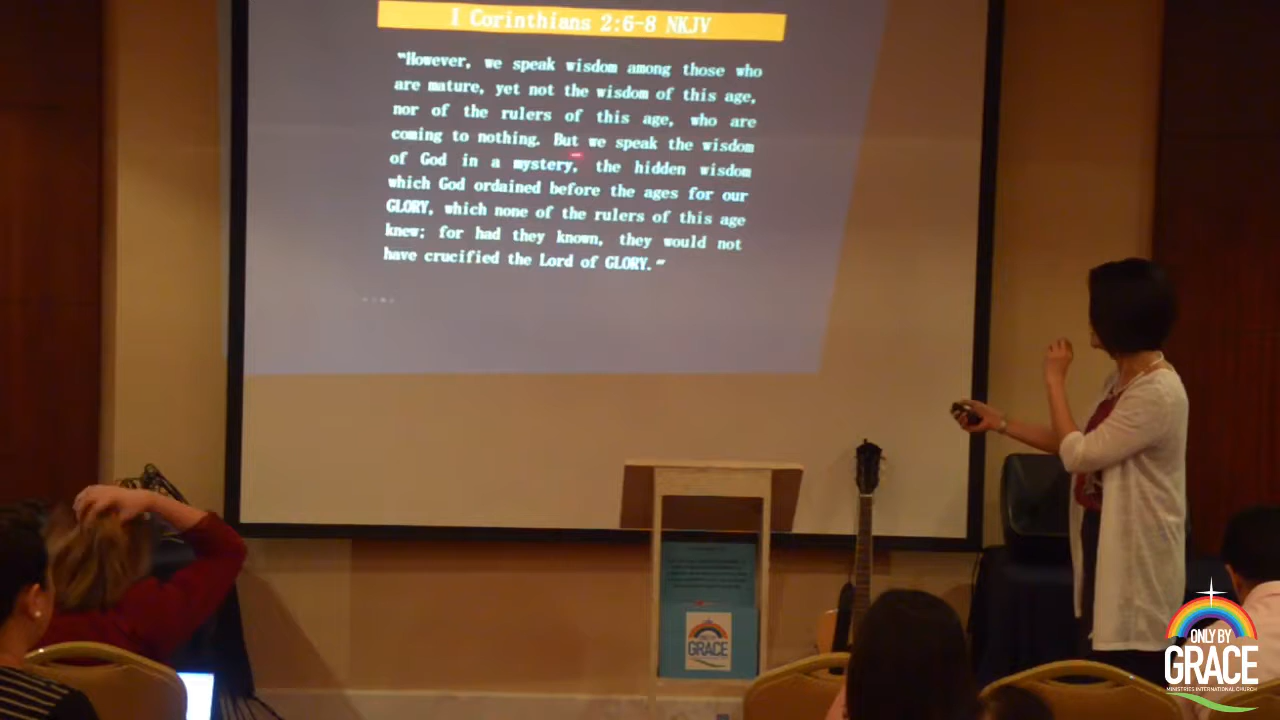 I Corinthians 2:6-8 NKJV
"However, we speak wisdom among those who
are mature, yet not the wisdom of this age,
nor of the rulers of this age, who are
coming to nothing. But we speak the wisdom
of God in a mystery, the hidden wisdom
which God ordained before the ages for our
GLORY, which none of the rulers of this age
knew; for had they known, they would not
have crucified the Lord of GLORY."
GRACE
ONLY BY
GRACE
MINISTRIES INTERNATIONAL CHURCH